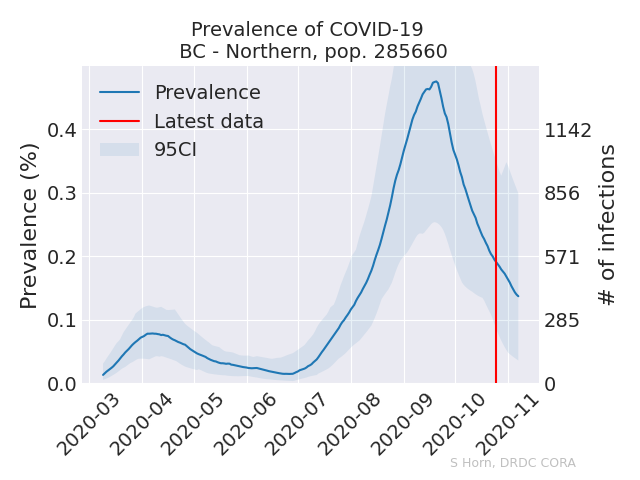 Prevalence of COVID-19
BC - Northern, pop. 285660
Prevalence
Latest data
95CI
Prevalence (%)
0.4
0.3
0.2
0.1
0.0
1142
856
571
285
0
# of infections
2020-03
2020-04
2020-05
2020-06
2020-07
2020-08
2020-09
2020-10
2020-11
S Horn, DRDC CORA